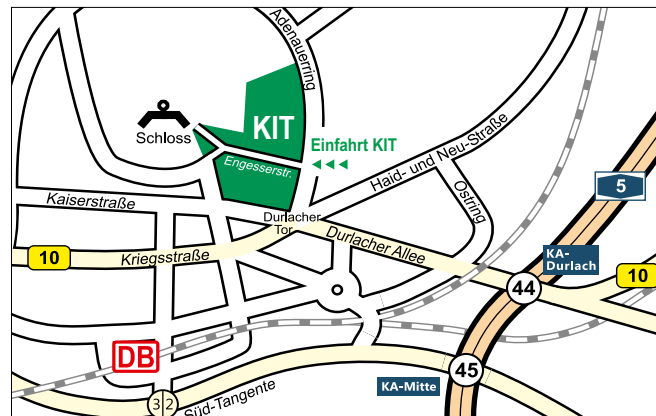 Adenauerring
KIT
Schloss
Einfahrt KIT
Engesserstr.
Haid- und Neu-Straße
5
Kaiserstraße
Ostring
Durlacher
Tor
Durlacher Allee
10
Kriegsstraße
KA-
Durlach
10
44
DB
45
KA-Mitte
3 2
Süd-Tangente